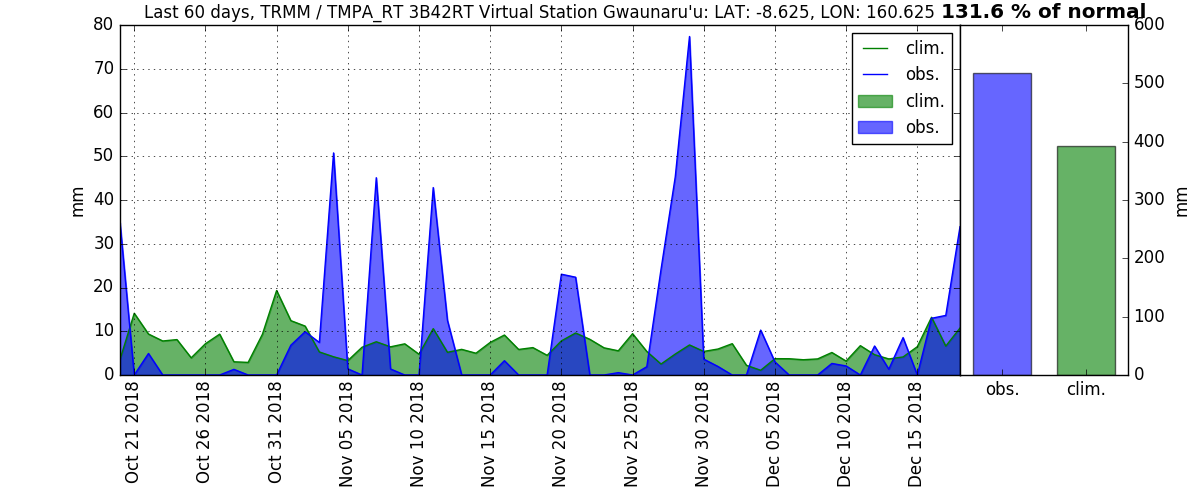 Last 60 days, TRMM / TMPA_RT 3B42RT Virtual Station Gwaunaru'u: LAT: -8.625, LON: 160.625 131.6 % of normal
80
70
60
50
40
30
20
10
0
mm
clim.
obs.
clim.
obs.
Oct 21 2018
Oct 26 2018
Oct 31 2018
Nov 05 2018
Nov 10 2018
Nov 15 2018
Nov 20 2018
Nov 25 2018
Nov 30 2018
Dec 05 2018
Dec 10 2018
Dec 15 2018
600
500
400
300
200
100
0
mm
obs. clim.